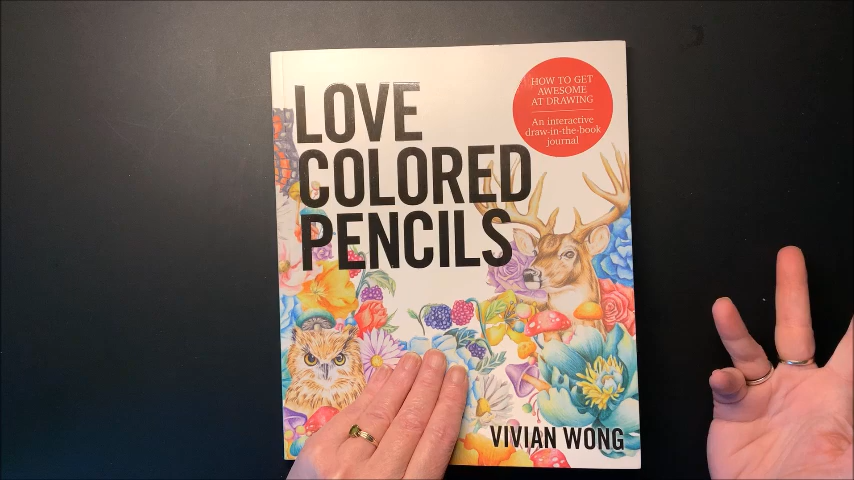 LOVE
COLORED
PENCILS
HOW TO GET
AWESOME
AT DRAWING
An interactive
draw-in-the-book
journal
VIVIAN WONG